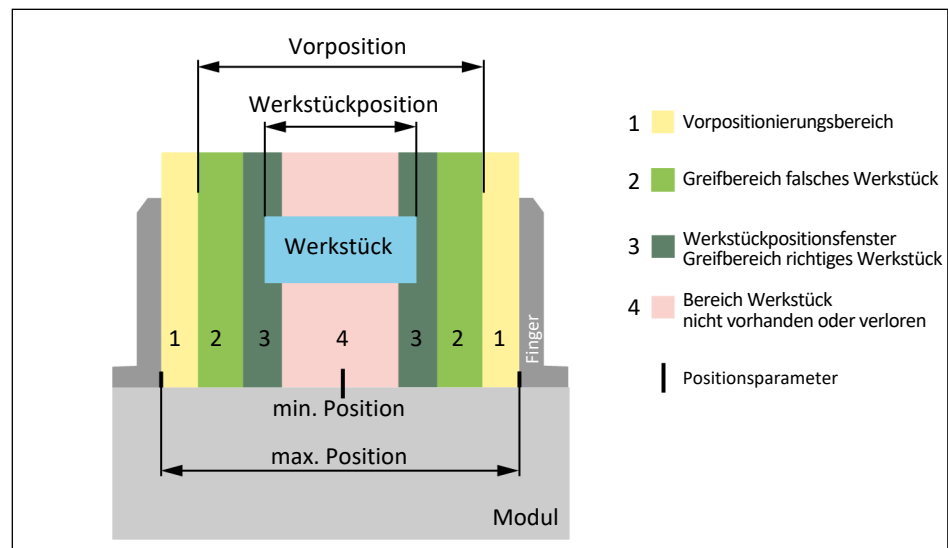 Vorposition
Werkstückposition
Werkstück
1 2 3 4 3 2 1
Finger
min. Position
max. Position
Modul
1 Vorpositionierungsbereich
2 Greifbereich falsches Werkstück
3 Werkstückpositionsfenster
Greifbereich richtiges Werkstück
4 Bereich Werkstück
nicht vorhanden oder verloren
Positionsparameter